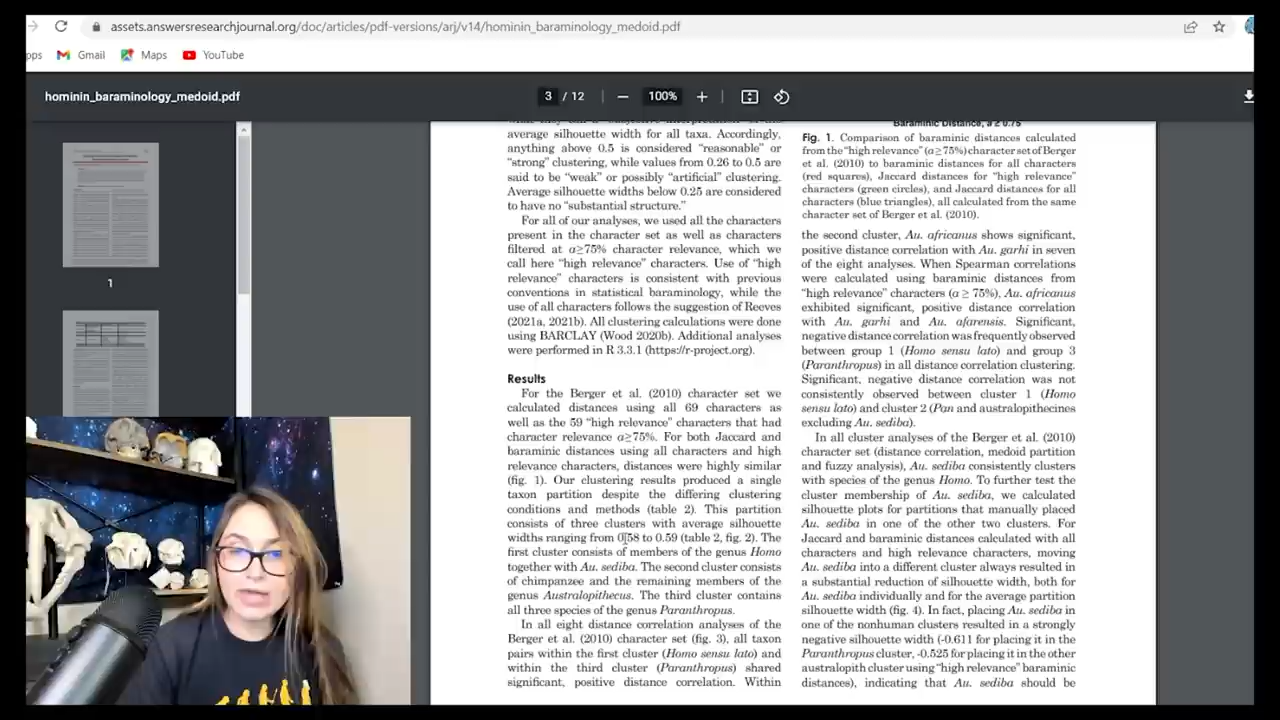 assets.answersresearchjournal.org/doc/articles/pdf-versions/arj/v14/hominin_baraminology_medoid.pdf
pps Gmail Maps YouTube
hominin_baraminology_medoid.pdf
3 / 12
100%
1
average silhouette width for all taxa. Accordingly,
anything above 0.5 is considered “reasonable” or
“strong” clustering, while values from 0.26 to 0.5 are
said to be “weak” or possibly “artificial” clustering.
Average silhouette widths below 0.25 are considered
to have no “substantial structure.”
For all of our analyses, we used all the characters
present in the character set as well as characters
filtered at a≥75% character relevance, which we
call here “high relevance” characters. Use of “high
relevance” characters is consistent with previous
conventions in statistical baraminology, while the
use of all characters follows the suggestion of Reeves
(2021a, 2021b). All clustering calculations were done
using BARCLAY (Wood 2020b). Additional analyses
were performed in R 3.3.1 (https://r-project.org).
Results
For the Berger et al. (2010) character set we
calculated distances using all 69 characters as
well as the 59 “high relevance” characters that had
character relevance a≥75%. For both Jaccard and
baraminic distances using all characters and high
relevance characters, distances were highly similar
(fig. 1). Our clustering results produced a single
taxon partition despite the differing clustering
conditions and methods (table 2). This partition
consists of three clusters with average silhouette
widths ranging from 0.58 to 0.59 (table 2, fig. 2). The
first cluster consists of members of the genus Homo
together with Au. sediba. The second cluster consists
of chimpanzee and the remaining members of the
genus Australopithecus. The third cluster contains
all three species of the genus Paranthropus.
In all eight distance correlation analyses of the
Berger et al. (2010) character set (fig. 3), all taxon
pairs within the first cluster (Homo sensu lato) and
within the third cluster (Paranthropus) shared
significant, positive distance correlation. Within
Baraminic Distance, a ≥ 0.75
Fig. 1. Comparison of baraminic distances calculated
from the “high relevance” (a≥75%) character set of Berger
et al. (2010) to baraminic distances for all characters
(red squares), Jaccard distances for “high relevance”
characters (green circles), and Jaccard distances for all
characters (blue triangles), all calculated from the same
character set of Berger et al. (2010).
the second cluster, Au. africanus shows significant,
positive distance correlation with Au. garhi in seven
of the eight analyses. When Spearman correlations
were calculated using baraminic distances from
“high relevance” characters (a ≥ 75%), Au. africanus
exhibited significant, positive distance correlation
with Au. garhi and Au. afarensis. Significant,
negative distance correlation was frequently observed
between group 1 (Homo sensu lato) and group 3
(Paranthropus) in all distance correlation clustering.
Significant, negative distance correlation was not
consistently observed between cluster 1 (Homo
sensu lato) and cluster 2 (Pan and australopithecines
excluding Au. sediba).
In all cluster analyses of the Berger et al. (2010)
character set (distance correlation, medoid partition
and fuzzy analysis), Au. sediba consistently clusters
with species of the genus Homo. To further test the
cluster membership of Au. sediba, we calculated
silhouette plots for partitions that manually placed
Au. sediba in one of the other two clusters. For
Jaccard and baraminic distances calculated with all
characters and high relevance characters, moving
Au. sediba into a different cluster always resulted in
a substantial reduction of silhouette width, both for
Au. sediba individually and for the average partition
silhouette width (fig. 4). In fact, placing Au. sediba in
one of the nonhuman clusters resulted in a strongly
negative silhouette width (-0.611 for placing it in the
Paranthropus cluster, -0.525 for placing it in the other
australopith cluster using “high relevance” baraminic
distances), indicating that Au. sediba should be